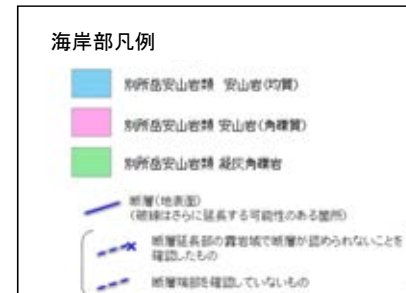 海岸部凡例
別所岳安山岩類 安山岩(均質)
別所岳安山岩類 安山岩(角礫質)
別所岳安山岩類 凝灰角礫岩
断層(地表面)
(破線はさらに延長する可能性のある箇所)
断層延長部の露岩域で断層が認められないことを
確認したもの
断層端部を確認していないもの